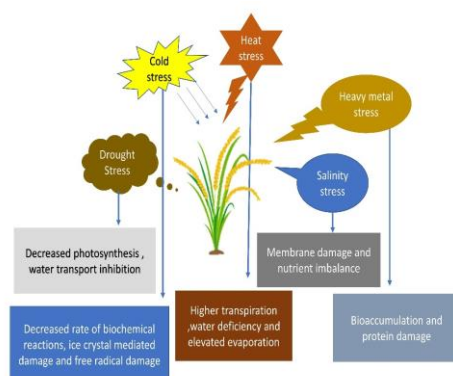 Cold
stress
Heat
stress
Heavy metal
stress
Drought
Stress
Salinity
stress
Decreased photosynthesis ,
water transport inhibition
Membrane damage and
nutrient imbalance
Decreased rate of biochemical
reactions, ice crystal mediated
damage and free radical damage
Higher transpiration
,water deficiency and
elevated evaporation
Bioaccumulation and
protein damage